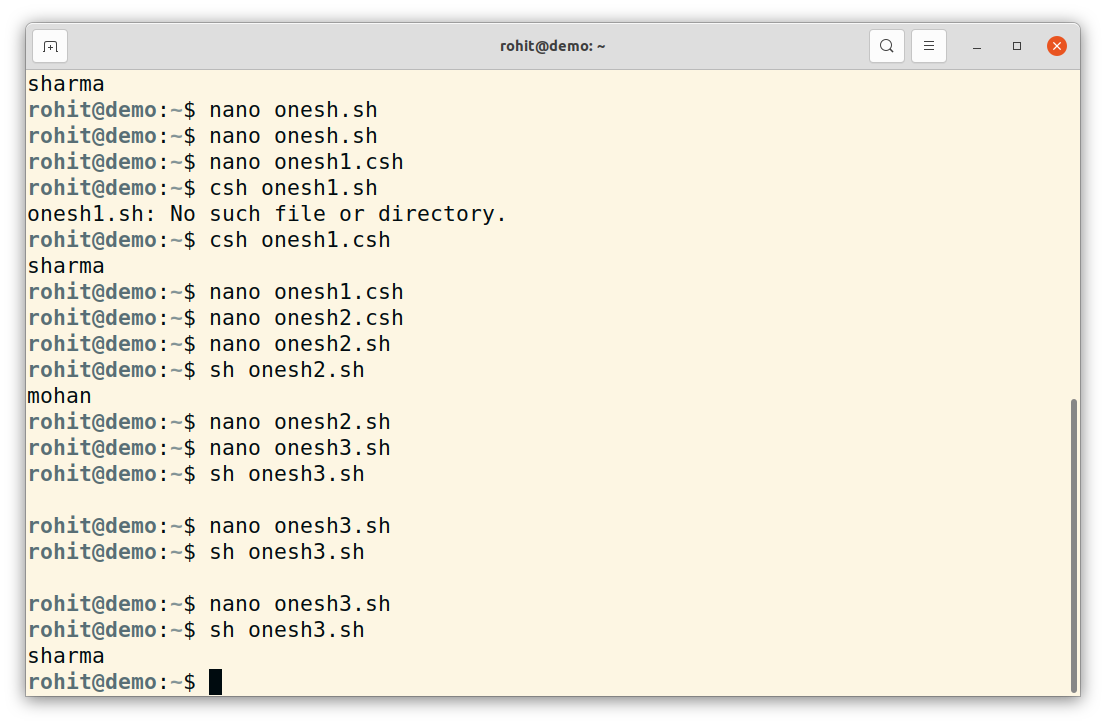 rohit@demo: ~
sharma
rohit@demo:~$ nano onesh.sh
rohit@demo:~$ nano onesh.sh
rohit@demo:~$ nano onesh1.csh
rohit@demo:~$ csh onesh1.sh
onesh1.sh: No such file or directory.
rohit@demo:~$ csh onesh1.csh
sharma
rohit@demo:~$ nano onesh1.csh
rohit@demo:~$ nano onesh2.csh
rohit@demo:~$ nano onesh2.sh
rohit@demo:~$ sh onesh2.sh
mohan
rohit@demo:~$ nano onesh2.sh
rohit@demo:~$ nano onesh3.sh
rohit@demo:~$ sh onesh3.sh

rohit@demo:~$ nano onesh3.sh
rohit@demo:~$ sh onesh3.sh

rohit@demo:~$ nano onesh3.sh
rohit@demo:~$ sh onesh3.sh
sharma
rohit@demo:~$